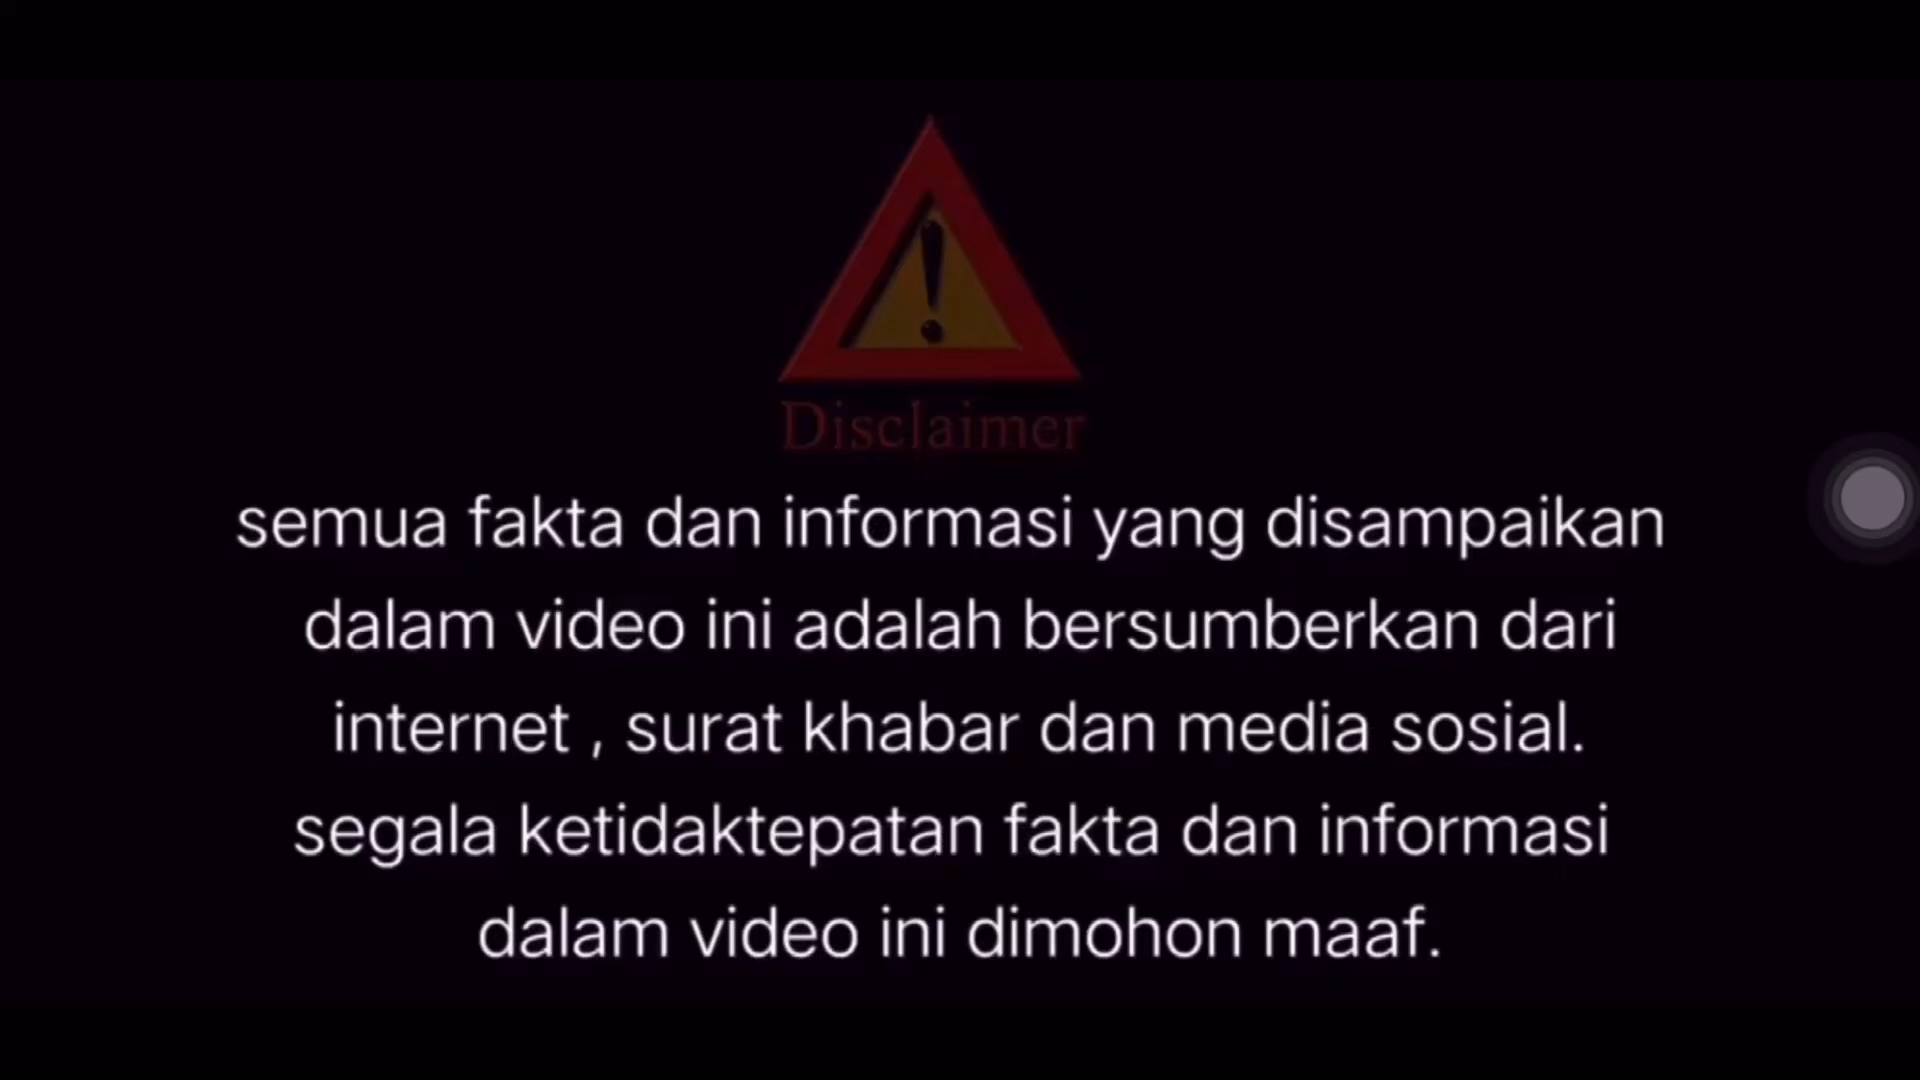 Disclaimer
semua fakta dan informasi yang disampaikan
dalam video ini adalah bersumberkan dari
internet , surat khabar dan media sosial.
segala ketidaktepatan fakta dan informasi
dalam video ini dimohon maaf.